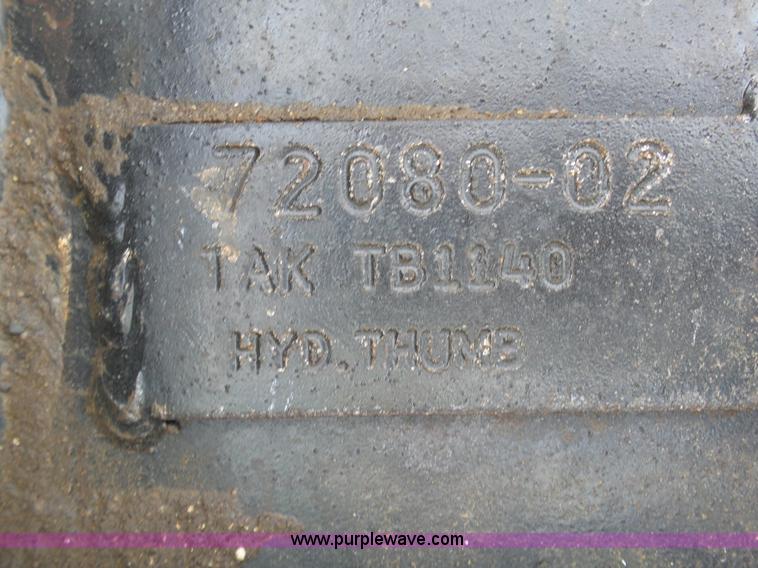 72080-02
TAK TB1140
HYD. THUMB
www.purplewave.com